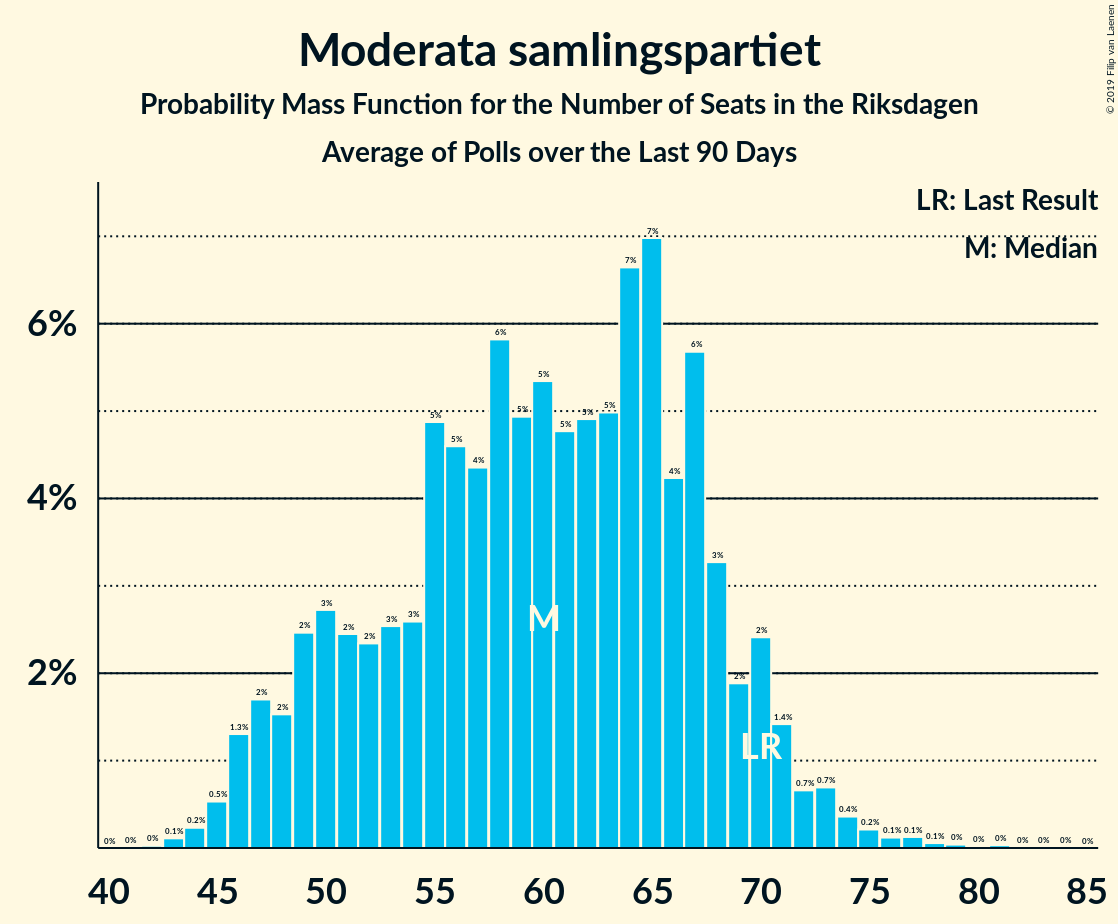 Moderata samlingspartiet
Probability Mass Function for the Number of Seats in the Riksdagen
Average of Polls over the Last 90 Days
© 2019 Filip van Laenen
LR: Last Result
M: Median
6%
4%
2%
0% 0% 0% 0.1% 0.2% 0.5% 1.3% 2% 2% 2% 3% 2% 2% 3% 3% 5% 5% 4% 6% 5% 5% 5% 5% 5% 7% 7% 4% 6% 3% 2% 2% 1.4% 0.7% 0.7% 0.4% 0.2% 0.1% 0.1% 0.1% 0% 0% 0% 0% 0% 0% 0%
M
LR
40 45 50 55 60 65 70 75 80 85